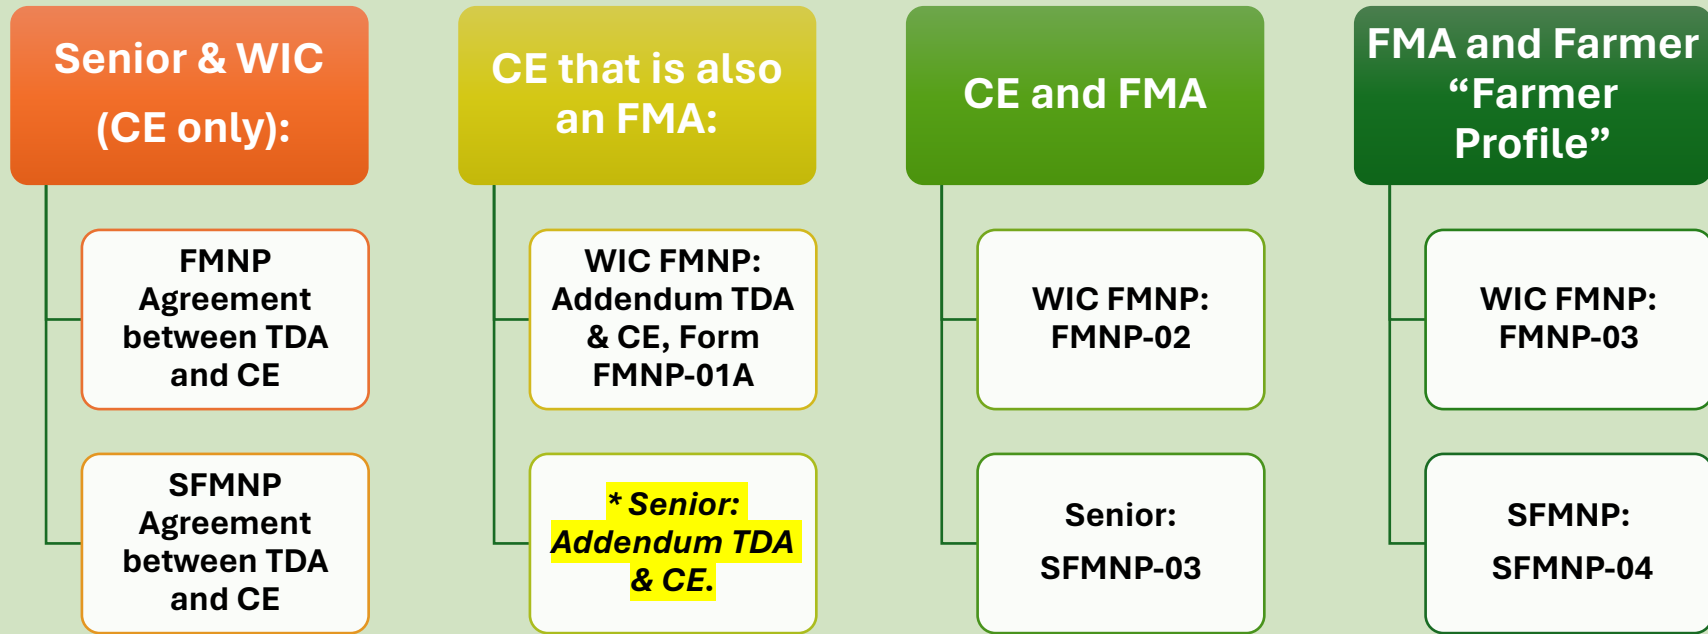 Senior & WIC
(CE only):
FMNP
Agreement
between TDA
and CE
SFMNP
Agreement
between TDA
and CE
CE that is also
an FMA:
WIC FMNP:
Addendum TDA
& CE, Form
FMNP-01A
* Senior:
Addendum TDA
& CE.
CE and FMA
WIC FMNP:
FMNP-02
Senior:
SFMNP-03
FMA and Farmer
“Farmer
Profile”
WIC FMNP:
FMNP-03
SFMNP:
SFMNP-04